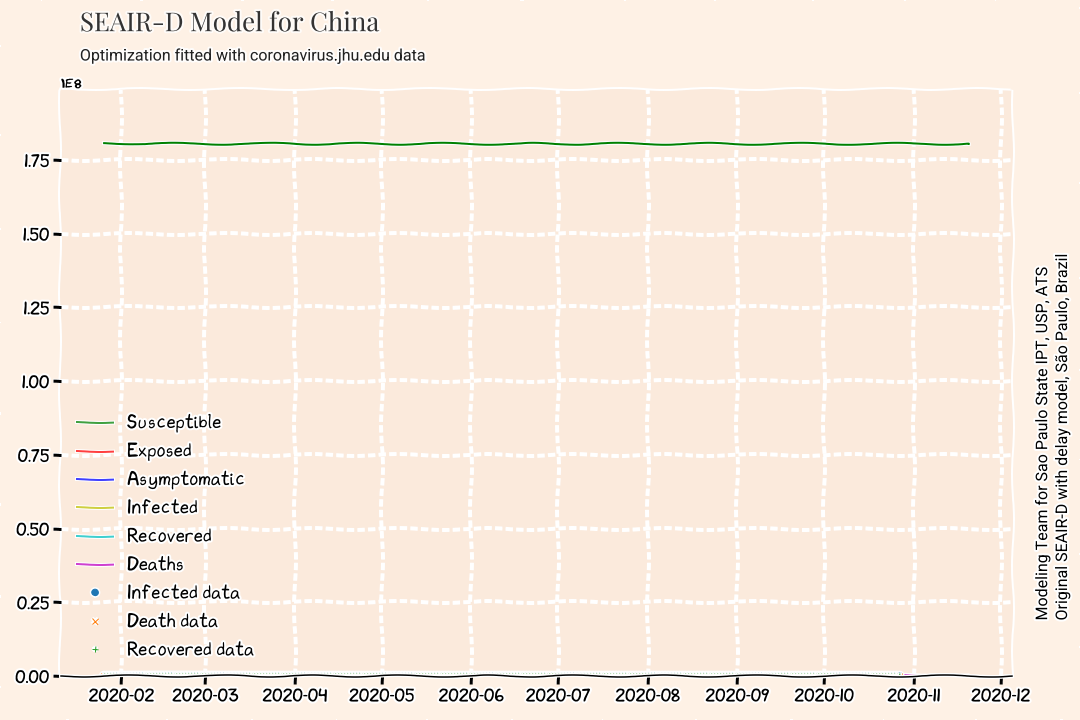 SEAIR-D Model for China
Optimization fitted with coronavirus.jhu.edu data
1E8
1.75
1.50
1.25
1.00
0.75
0.50
0.25
0.00
Susceptible
Exposed
Asymptomatic
Infected
Recovered
Deaths
Infected data
Death data
Recovered data
2020-02 2020-03 2020-04 2020-05 2020-06 2020-07 2020-08 2020-09 2020-10 2020-11 2020-12
Modeling Team for Sao Paulo State IPT, USP, ATS
Original SEAIR-D with delay model, São Paulo, Brazil